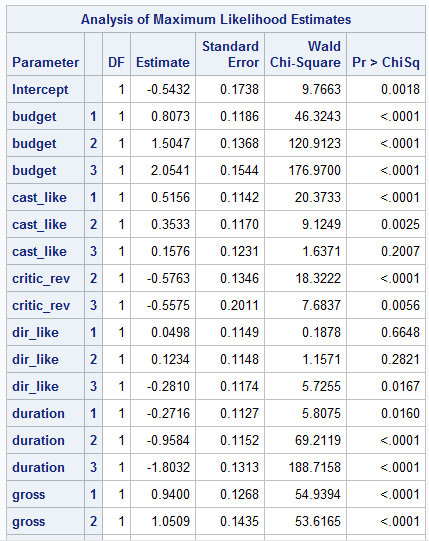 Analysis of Maximum Likelihood Estimates
Parameter DF Estimate Standard Error Wald Chi-Square Pr > ChiSq
Intercept 1 -0.5432 0.1738 9.7663 0.0018
budget 1 1 0.8073 0.1186 46.3243 <.0001
budget 2 1 1.5047 0.1368 120.9123 <.0001
budget 3 1 2.0541 0.1544 176.9700 <.0001
cast_like 1 1 0.5156 0.1142 20.3733 <.0001
cast_like 2 1 0.3533 0.1170 9.1249 0.0025
cast_like 3 1 0.1576 0.1231 1.6371 0.2007
critic_rev 2 1 -0.5763 0.1346 18.3222 <.0001
critic_rev 3 1 -0.5575 0.2011 7.6837 0.0056
dir_like 1 1 0.0498 0.1149 0.1878 0.6648
dir_like 2 1 0.1234 0.1148 1.1571 0.2821
dir_like 3 1 -0.2810 0.1174 5.7255 0.0167
duration 1 1 -0.2716 0.1127 5.8075 0.0160
duration 2 1 -0.9584 0.1152 69.2119 <.0001
duration 3 1 -1.8032 0.1313 188.7158 <.0001
gross 1 1 0.9400 0.1268 54.9394 <.0001
gross 2 1 1.0509 0.1435 53.6165 <.0001